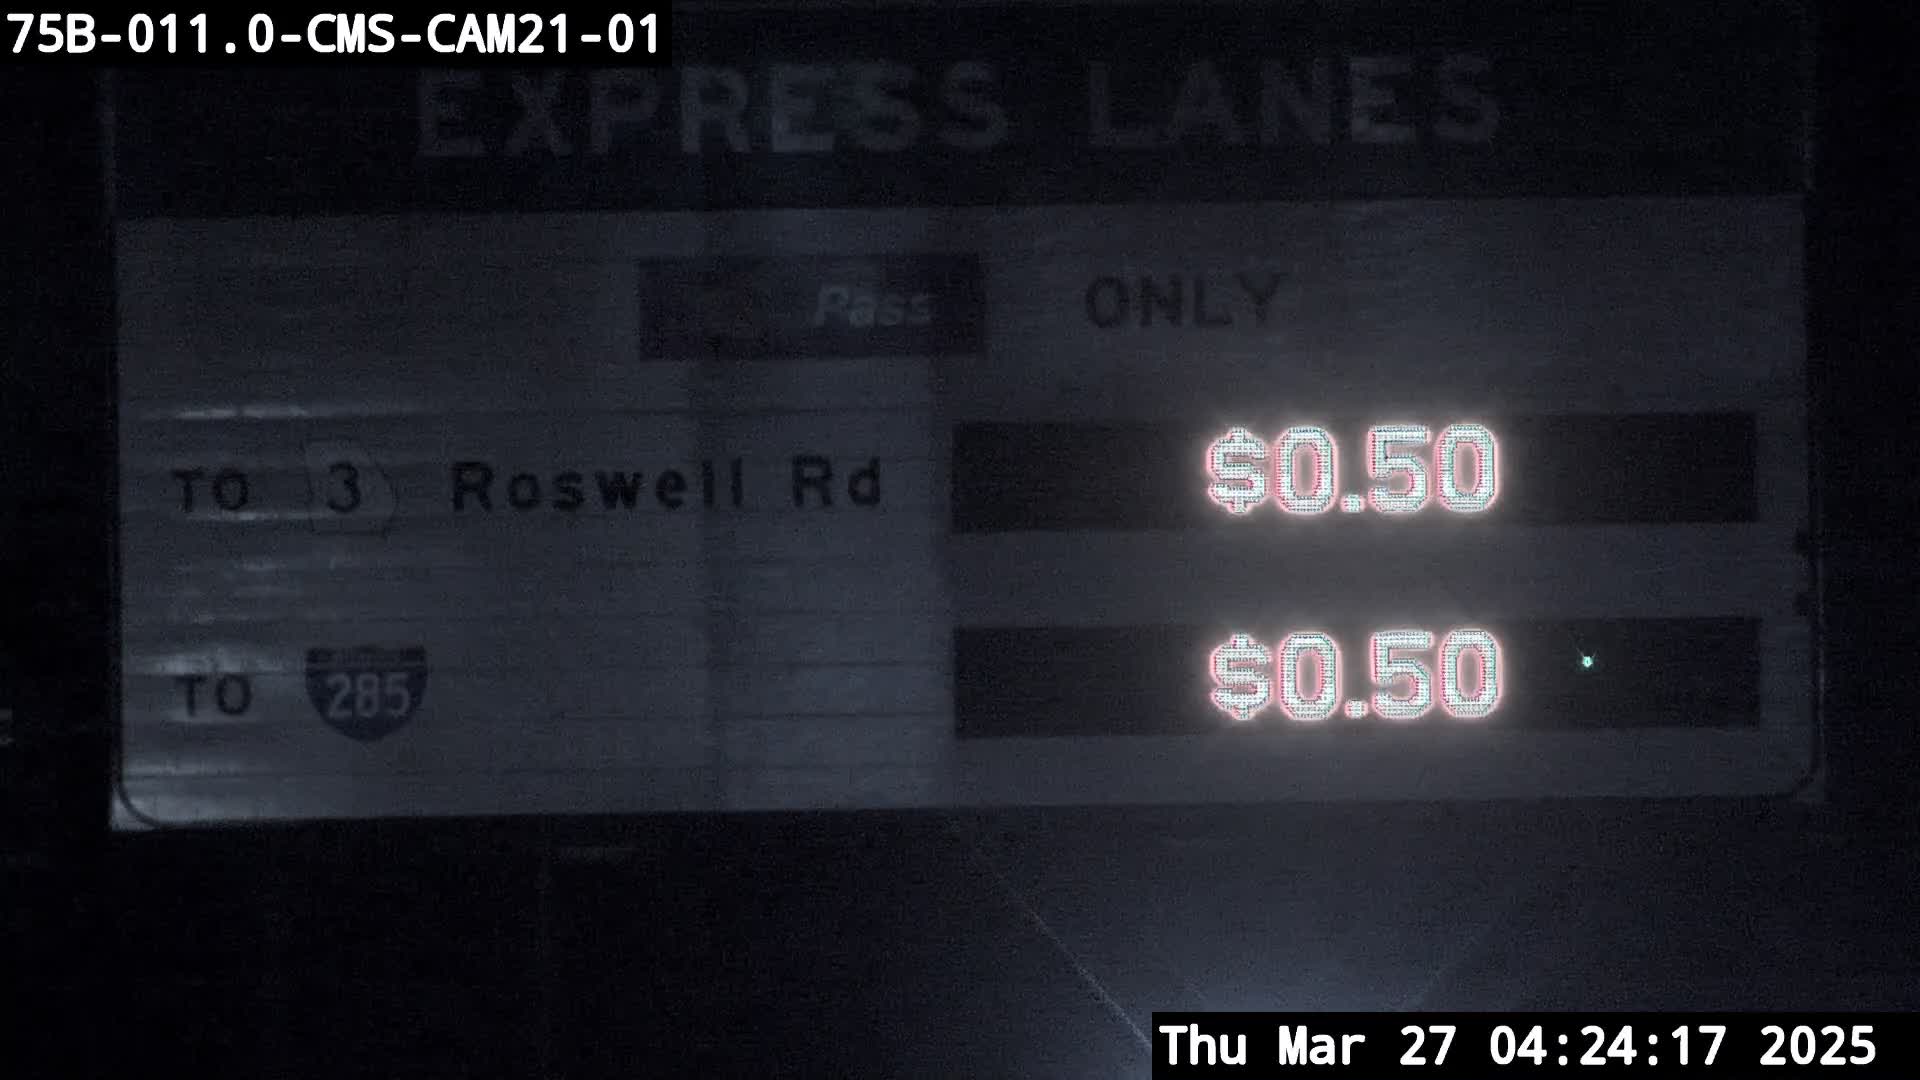 75B-011.0-CMS-CAM21-01
EXPRESS LANES
Pass ONLY
TO 3 Roswell Rd $0.50
TO 285 $0.50
Thu Mar 27 04:24:17 2025